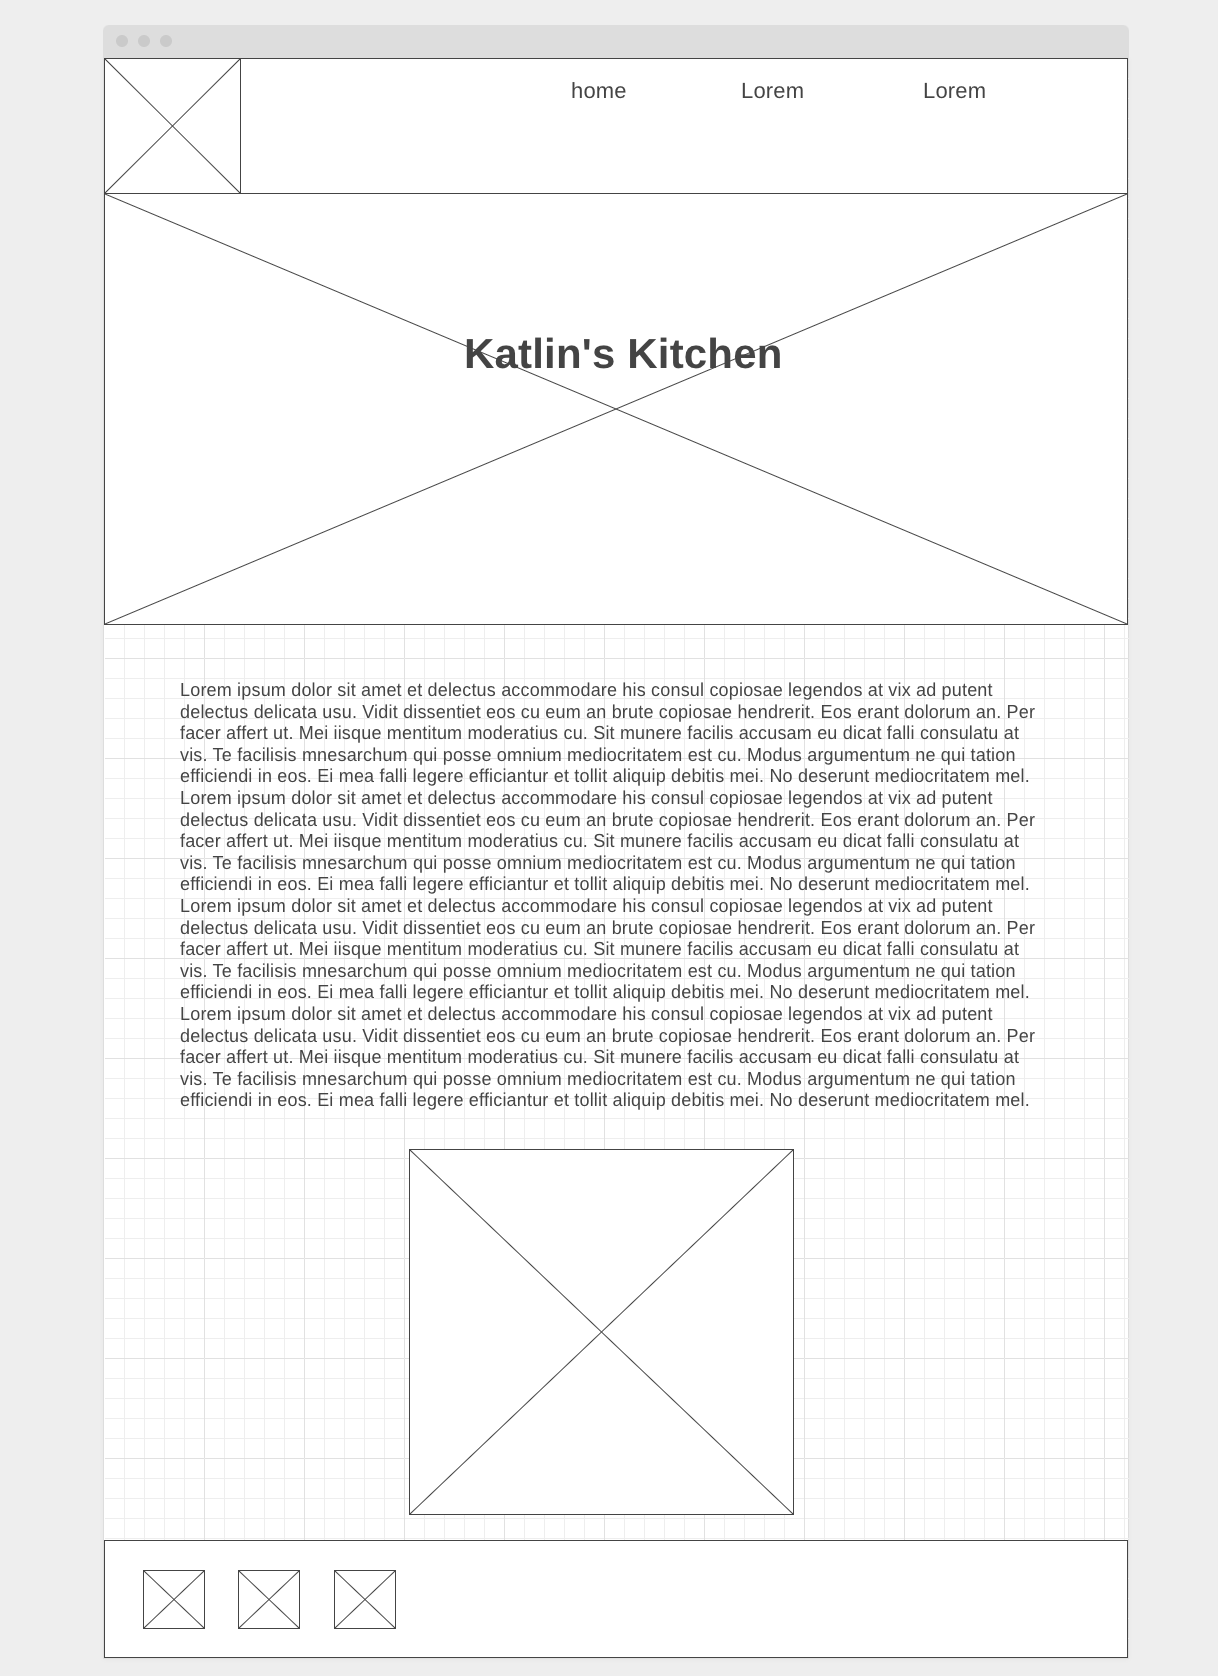 home Lorem Lorem
Katlin's Kitchen
Lorem ipsum dolor sit amet et delectus accommodare his consul copiosae legendos at vix ad putent
delectus delicata usu. Vidit dissentiet eos cu eum an brute copiosae hendrerit. Eos erant dolorum an. Per
facer affert ut. Mei iisque mentitum moderatius cu. Sit munere facilis accusam eu dicat falli consulatu at
vis. Te facilisis mnesarchum qui posse omnium mediocritatem est cu. Modus argumentum ne qui tation
efficiendi in eos. Ei mea falli legere efficiantur et tollit aliquip debitis mei. No deserunt mediocritatem mel.
Lorem ipsum dolor sit amet et delectus accommodare his consul copiosae legendos at vix ad putent
delectus delicata usu. Vidit dissentiet eos cu eum an brute copiosae hendrerit. Eos erant dolorum an. Per
facer affert ut. Mei iisque mentitum moderatius cu. Sit munere facilis accusam eu dicat falli consulatu at
vis. Te facilisis mnesarchum qui posse omnium mediocritatem est cu. Modus argumentum ne qui tation
efficiendi in eos. Ei mea falli legere efficiantur et tollit aliquip debitis mei. No deserunt mediocritatem mel.
Lorem ipsum dolor sit amet et delectus accommodare his consul copiosae legendos at vix ad putent
delectus delicata usu. Vidit dissentiet eos cu eum an brute copiosae hendrerit. Eos erant dolorum an. Per
facer affert ut. Mei iisque mentitum moderatius cu. Sit munere facilis accusam eu dicat falli consulatu at
vis. Te facilisis mnesarchum qui posse omnium mediocritatem est cu. Modus argumentum ne qui tation
efficiendi in eos. Ei mea falli legere efficiantur et tollit aliquip debitis mei. No deserunt mediocritatem mel.
Lorem ipsum dolor sit amet et delectus accommodare his consul copiosae legendos at vix ad putent
delectus delicata usu. Vidit dissentiet eos cu eum an brute copiosae hendrerit. Eos erant dolorum an. Per
facer affert ut. Mei iisque mentitum moderatius cu. Sit munere facilis accusam eu dicat falli consulatu at
vis. Te facilisis mnesarchum qui posse omnium mediocritatem est cu. Modus argumentum ne qui tation
efficiendi in eos. Ei mea falli legere efficiantur et tollit aliquip debitis mei. No deserunt mediocritatem mel.